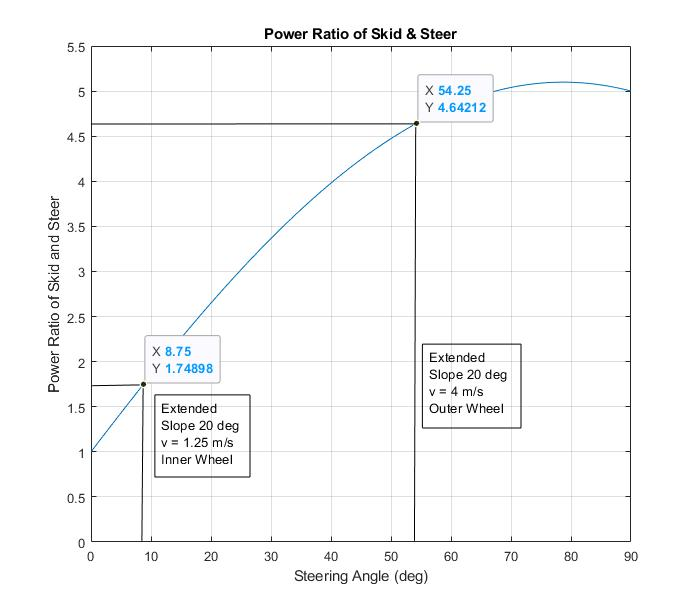 Power Ratio of Skid & Steer
5.5
5
4.5
4
3.5
3
2.5
2
1.5
1
0.5
0
Power Ratio of Skid and Steer
X 54.25
Y 4.64212
X 8.75
Y 1.74898
Extended
Slope 20 deg
v = 1.25 m/s
Inner Wheel
Extended
Slope 20 deg
v = 4 m/s
Outer Wheel
0 10 20 30 40 50 60 70 80 90
Steering Angle (deg)